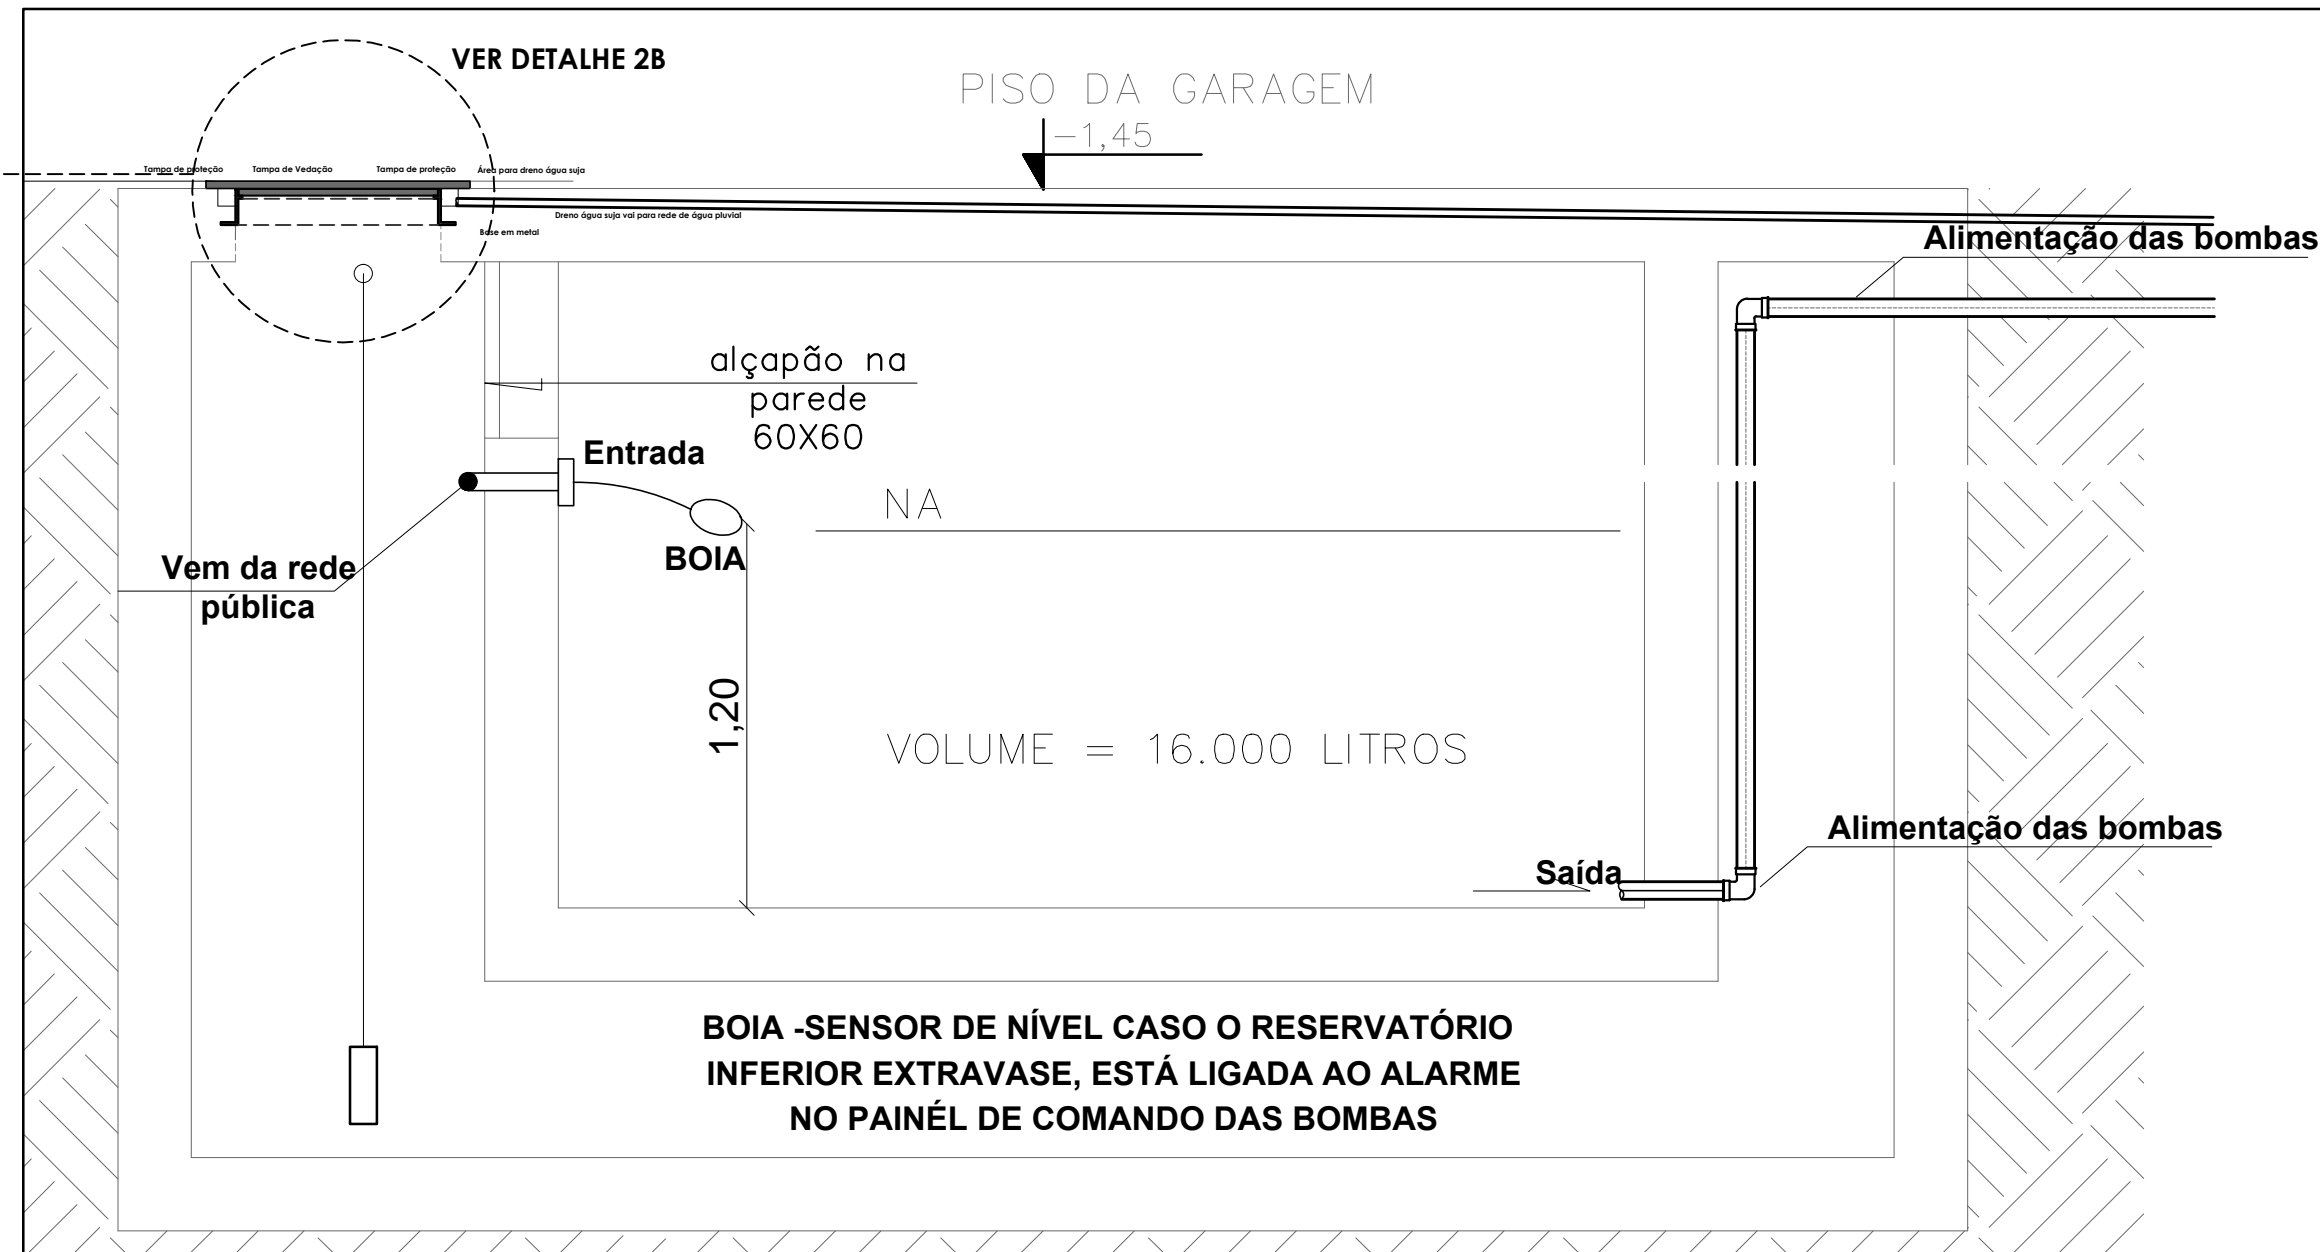 VER DETALHE 2B
PISO DA GARAGEM
-1,45
Tampa de proteção
Tampa de Vedação
Tampa de proteção
Área para dreno água suja
Dreno água suja vai para rede de água pluvial
Base em metal
Alimentação das bombas
alçapão na
parede
60X60
Entrada
NA
BOIA
Vem da rede
pública
1,20
VOLUME = 16.000 LITROS
Alimentação das bombas
Saída
BOIA -SENSOR DE NÍVEL CASO O RESERVATÓRIO
INFERIOR EXTRAVASE, ESTÁ LIGADA AO ALARME
NO PAINÉL DE COMANDO DAS BOMBAS